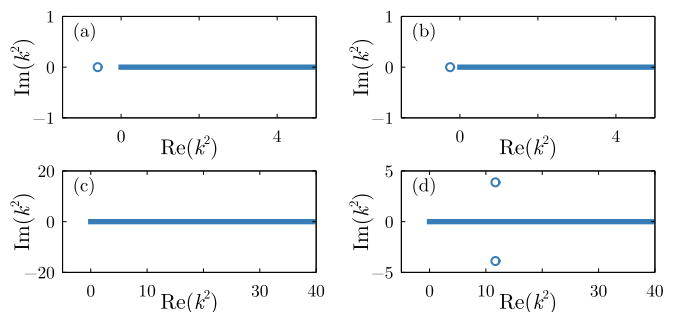 1 (a) 1 (b)
Im(k²) 0 Im(k²) 0
−1 −1
0 4 0 4
Re(k²) Re(k²)
20 (c) 5 (d)
Im(k²) 0 Im(k²) 0
−20 −5
0 10 20 30 40 0 10 20 30 40
Re(k²) Re(k²)